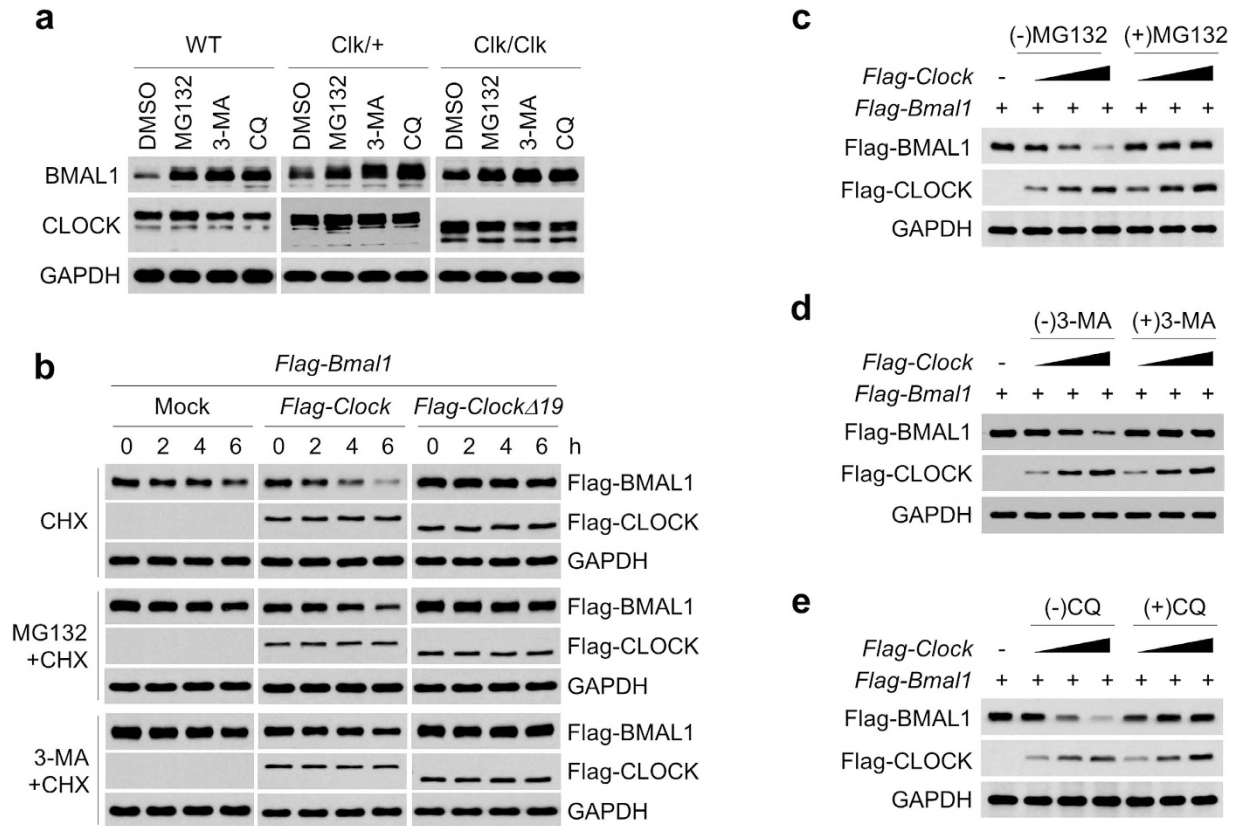 a
WT Clk/+ Clk/Clk
DMSO MG132 3-MA CQ DMSO MG132 3-MA CQ DMSO MG132 3-MA CQ
BMAL1
CLOCK
GAPDH
b
Flag-Bmal1
Mock Flag-Clock Flag-ClockΔ19
0 2 4 6 0 2 4 6 0 2 4 6 h
CHX
Flag-BMAL1
Flag-CLOCK
GAPDH
MG132
+CHX
Flag-BMAL1
Flag-CLOCK
GAPDH
3-MA
+CHX
Flag-BMAL1
Flag-CLOCK
GAPDH
c
(-)MG132 (+)MG132
Flag-Clock -
Flag-Bmal1 + + + + + + +
Flag-BMAL1
Flag-CLOCK
GAPDH
d
(-)3-MA (+)3-MA
Flag-Clock -
Flag-Bmal1 + + + + + + +
Flag-BMAL1
Flag-CLOCK
GAPDH
e
(-)CQ (+)CQ
Flag-Clock -
Flag-Bmal1 + + + + + + +
Flag-BMAL1
Flag-CLOCK
GAPDH